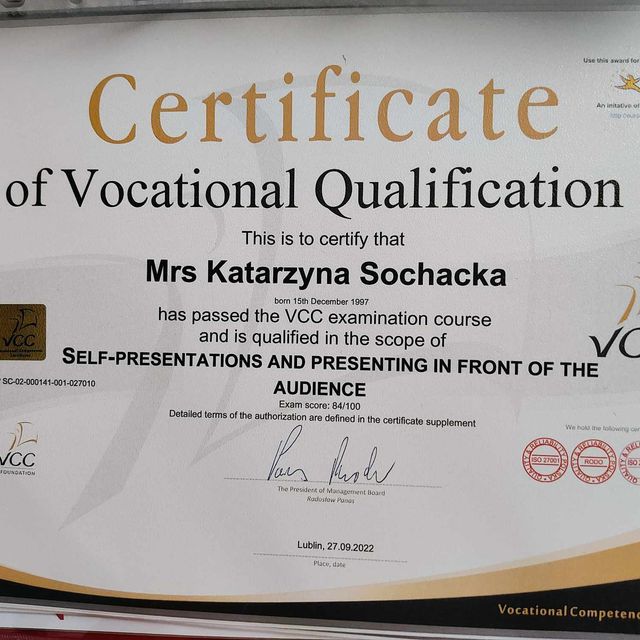 Use this award for
Certificate
An initiative of
of Vocational Qualification
This is to certify that
Mrs Katarzyna Sochacka
born 15th December 1997
has passed the VCC examination course
and is qualified in the scope of
SELF-PRESENTATIONS AND PRESENTING IN FRONT OF THE
AUDIENCE
Exam score: 84/100
Detailed terms of the authorization are defined in the certificate supplement
VCC
SC-02-000141-001-027010
VCC
FOUNDATION
We hold the following cer
ISO 27001
RODO
The President of Management Board
Radosław Panas
Lublin, 27.09.2022
Place, date
Vocational Competenc